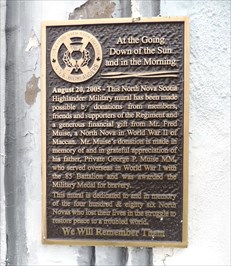 At the Going
Down of the Sun
and in the Morning
August 20, 2005 - This North Nova Scotia
Highlander Military mural has been made
possible by donations from members,
friends and supporters of the Regiment and
a generous financial gift from Mr. Fred
Muise, a North Nova in World War II of
Maccan. Mr. Muise's donation is made in
memory of and in grateful appreciation of
his father, Private George P. Muise MM,
who served overseas in World War I with
the 85 Battalion and was awarded the
Military Medal for bravery.
This mural is dedicated to and in memory
of the four hundred & eighty six North
Novas who lost their lives in the struggle to
restore peace to a troubled world.
We Will Remember Them